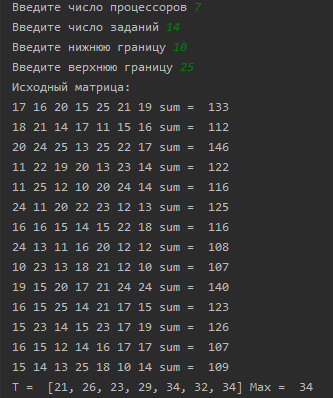 Введите число процессоров 7
Введите число заданий 14
Введите нижнюю границу 10
Введите верхнюю границу 25
Исходный матрица:
17 16 20 15 25 21 19 sum =  133
18 21 14 17 11 15 16 sum =  112
20 24 25 13 25 22 17 sum =  146
11 22 19 20 13 23 14 sum =  122
11 25 12 10 20 24 14 sum =  116
24 11 20 22 23 12 13 sum =  125
16 16 15 14 15 22 18 sum =  116
24 13 11 16 20 12 12 sum =  108
10 23 13 18 21 12 10 sum =  107
19 15 20 17 21 24 24 sum =  140
16 15 25 14 21 17 15 sum =  123
15 23 14 15 23 17 19 sum =  126
16 15 12 14 16 17 17 sum =  107
15 14 13 25 18 10 14 sum =  109
T =  [21, 26, 23, 29, 34, 32, 34] Max =  34